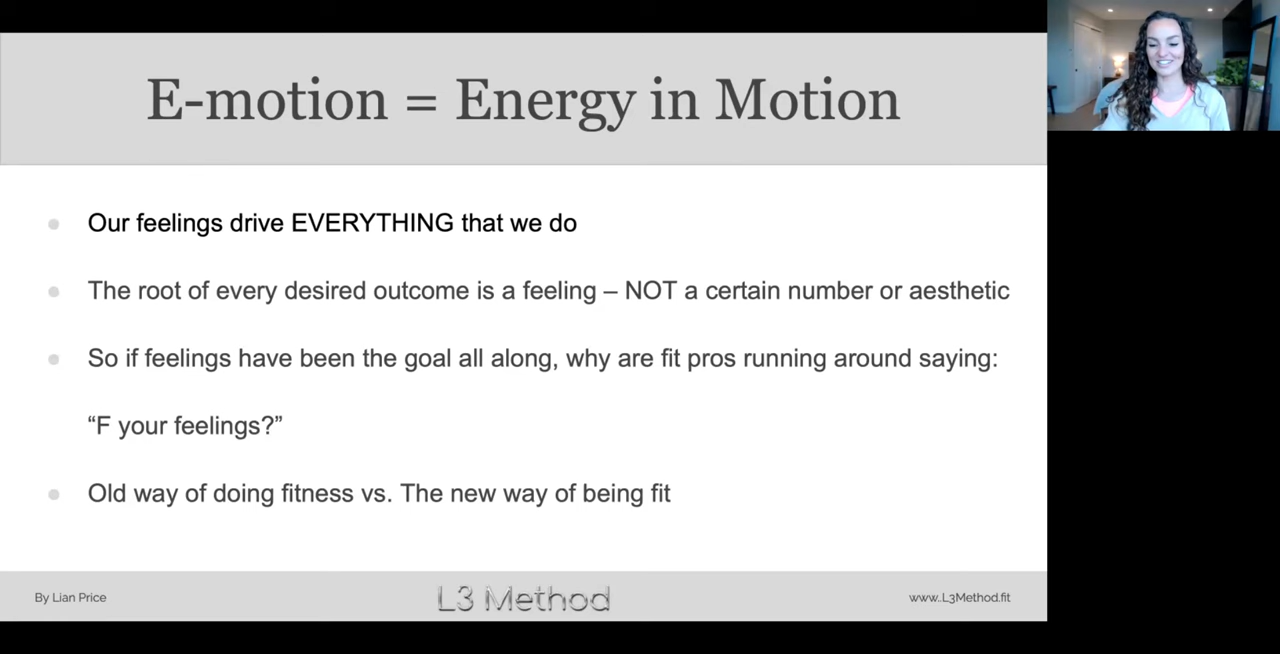 E-motion = Energy in Motion
Our feelings drive EVERYTHING that we do
The root of every desired outcome is a feeling – NOT a certain number or aesthetic
So if feelings have been the goal all along, why are fit pros running around saying:
“F your feelings?”
Old way of doing fitness vs. The new way of being fit
By Lian Price
L3 Method
www..L3Method.fit